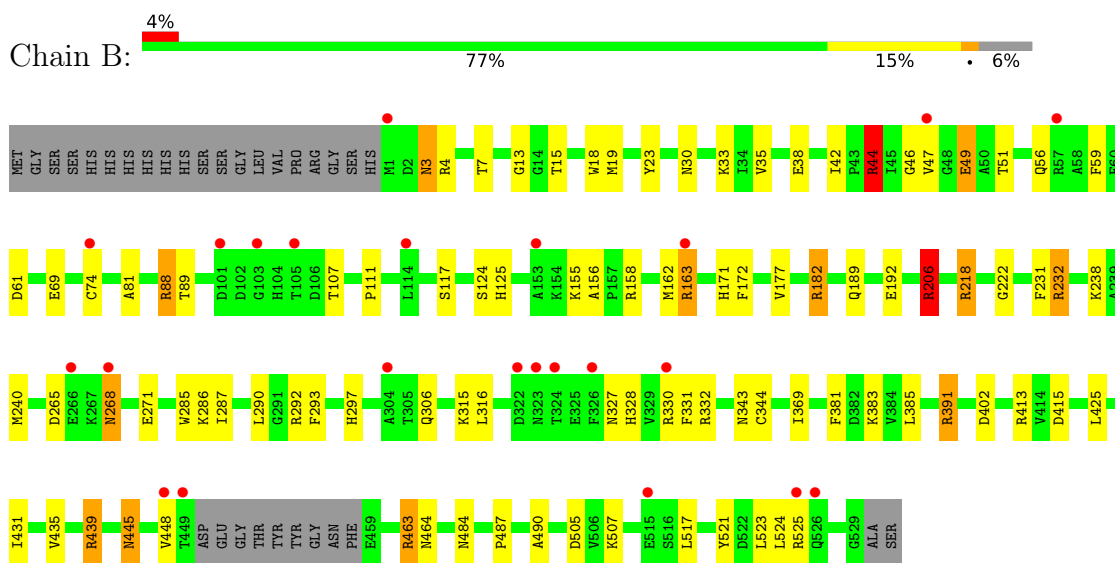 4%
Chain B:
77% 15% • 6%
MET GLY SER SER HIS HIS HIS HIS HIS HIS SER SER GLY LEU VAL PRO ARG GLY SER HIS M1 D2 N3 R4 T7 G13 G14 T15 W18 M19 Y23 N30 K33 I34 V35 E38 I42 P43 R44 I45 G46 V47 G48 E49 A50 T51 Q56 R57 A58 F59 E60
D61 E69 C74 A81 R88 T89 D101 D102 G103 H104 T105 D106 T107 P111 L114 S117 S124 H125 A153 K154 K155 A156 P157 R158 M162 R163 H171 F172 V177 R182 Q189 E192 R206 R218 G222 F231 R232 K238 A239
M240 D265 E266 K267 N268 E271 W285 K286 I287 L290 G291 R292 F293 H297 A304 T305 Q306 K315 L316 D322 N323 T324 E325 F326 N327 H328 V329 R330 F331 R332 N343 C344 I369 F381 D382 K383 V384 L385 R391 D402 R413 V414 D415 L425
I431 V435 R439 N445 V448 T449 ASP GLU GLY THR TYR TYR GLY ASN PHE E459 R463 N464 N484 P487 A490 D505 V506 K507 E515 S516 L517 Y521 D522 L523 L524 R525 Q526 G529 ALA SER